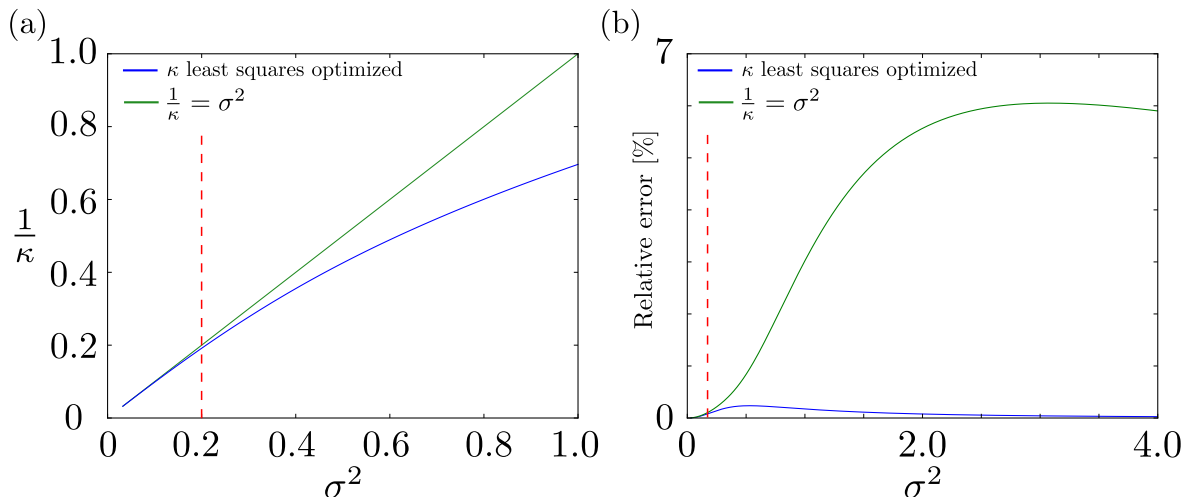 (a)
1.0
0.8
0.6
0.4
0.2
0
1/κ
κ least squares optimized
1/κ = σ²
0
0.2
0.4
0.6
0.8
1.0
σ²
(b)
7
0
Relative error [%]
κ least squares optimized
1/κ = σ²
0
2.0
4.0
σ²